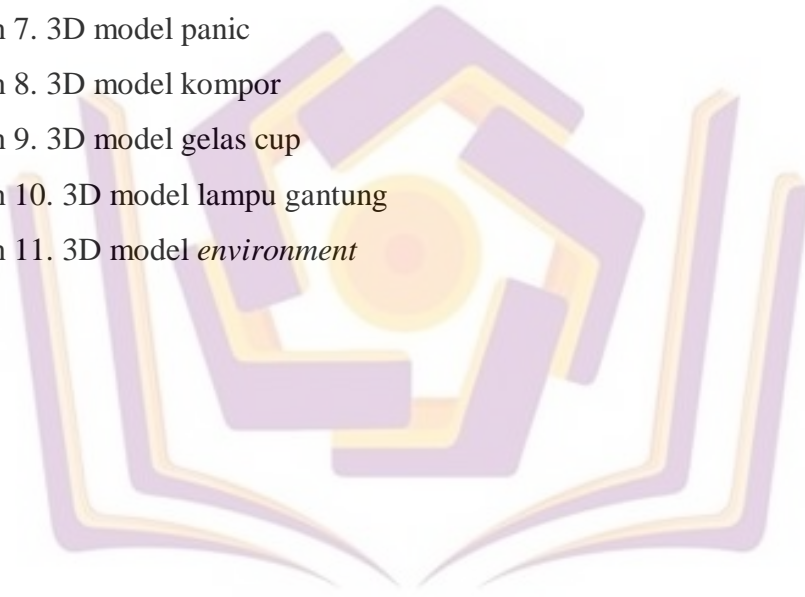 n 7. 3D model panic
n 8. 3D model kompor
n 9. 3D model gelas cup
n 10. 3D model lampu gantung
n 11. 3D model environment